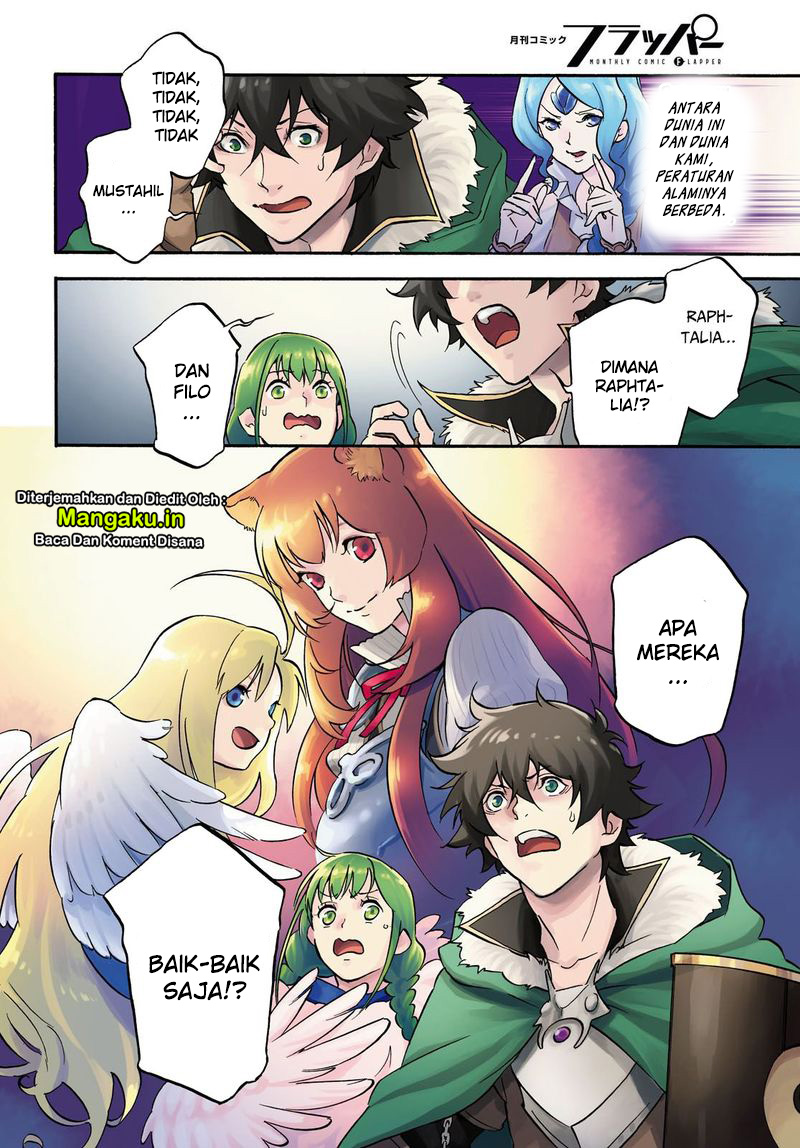 月刊コミック フラッパー
MONTHLY COMIC FLAPPER
ANTARA
DUNIA INI
DAN DUNIA
KAMI,
PERATURAN
ALAMINYA
BERBEDA.
TIDAK,
TIDAK,
TIDAK,
TIDAK
MUSTAHIL
...
RAPH-
TALIA...
DIMANA
RAPHTA-
LIA!?
DAN
FILO
...
Diterjemahkan dan Diedit Oleh :
Mangaku.in
Baca Dan Koment Disana
APA
MEREKA
...
BAIK-BAIK
SAJA!?